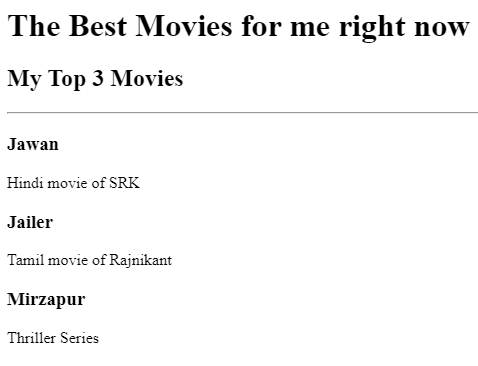 The Best Movies for me right now
My Top 3 Movies
Jawan
Hindi movie of SRK
Jailer
Tamil movie of Rajnikant
Mirzapur
Thriller Series